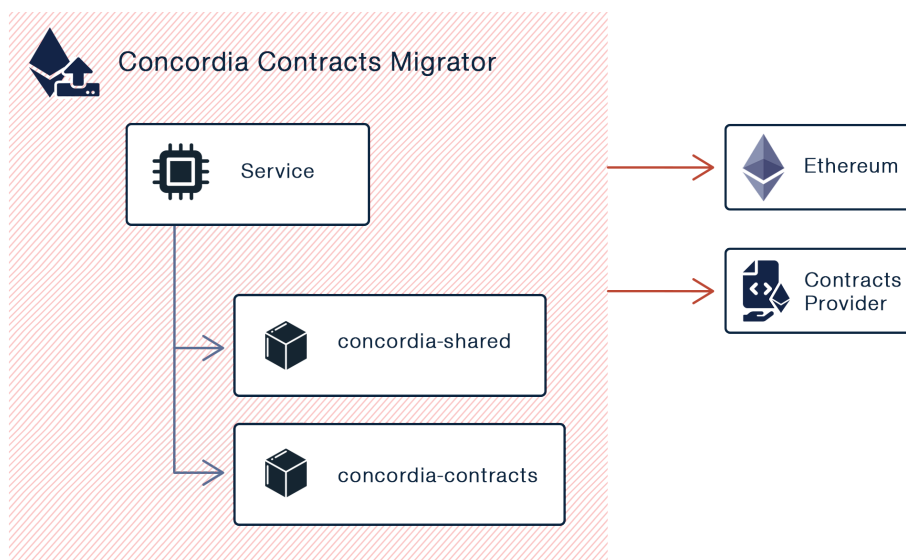 Concordia Contracts Migrator
Service
Ethereum
Contracts
Provider
concordia-shared
concordia-contracts